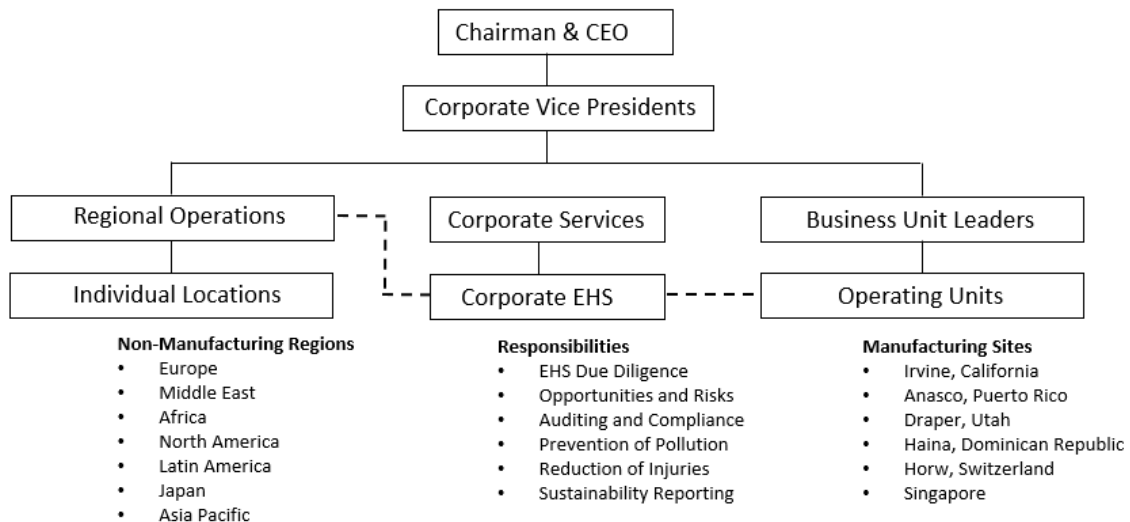 Chairman & CEO
Corporate Vice Presidents
Regional Operations
Corporate Services
Business Unit Leaders
Individual Locations
Corporate EHS
Operating Units
Non-Manufacturing Regions
• Europe
• Middle East
• Africa
• North America
• Latin America
• Japan
• Asia Pacific
Responsibilities
• EHS Due Diligence
• Opportunities and Risks
• Auditing and Compliance
• Prevention of Pollution
• Reduction of Injuries
• Sustainability Reporting
Manufacturing Sites
• Irvine, California
• Anasco, Puerto Rico
• Draper, Utah
• Haina, Dominican Republic
• Horw, Switzerland
• Singapore